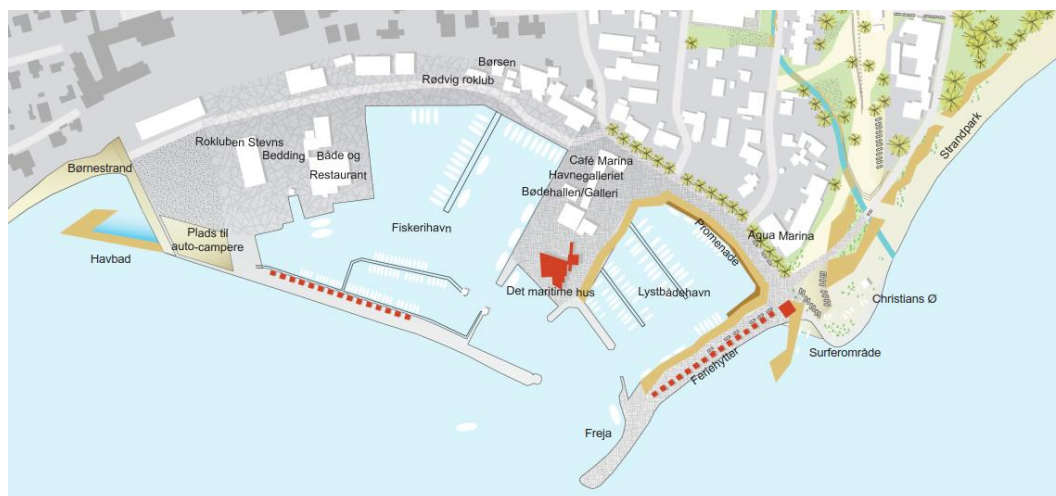 Børsen
Rødvig roklub
Rokluben Stevns
Bedding
Både og
Restaurant
Børnestrand
Café Marina
Havnegalleriet
Bødehallen/Galleri
Strandpark
Plads til
auto-campere
Fiskerihavn
Promenade
Aqua Marina
Havbad
Det maritime hus
Lystbådehavn
Christians Ø
Feriehytter
Surferområde
Freja